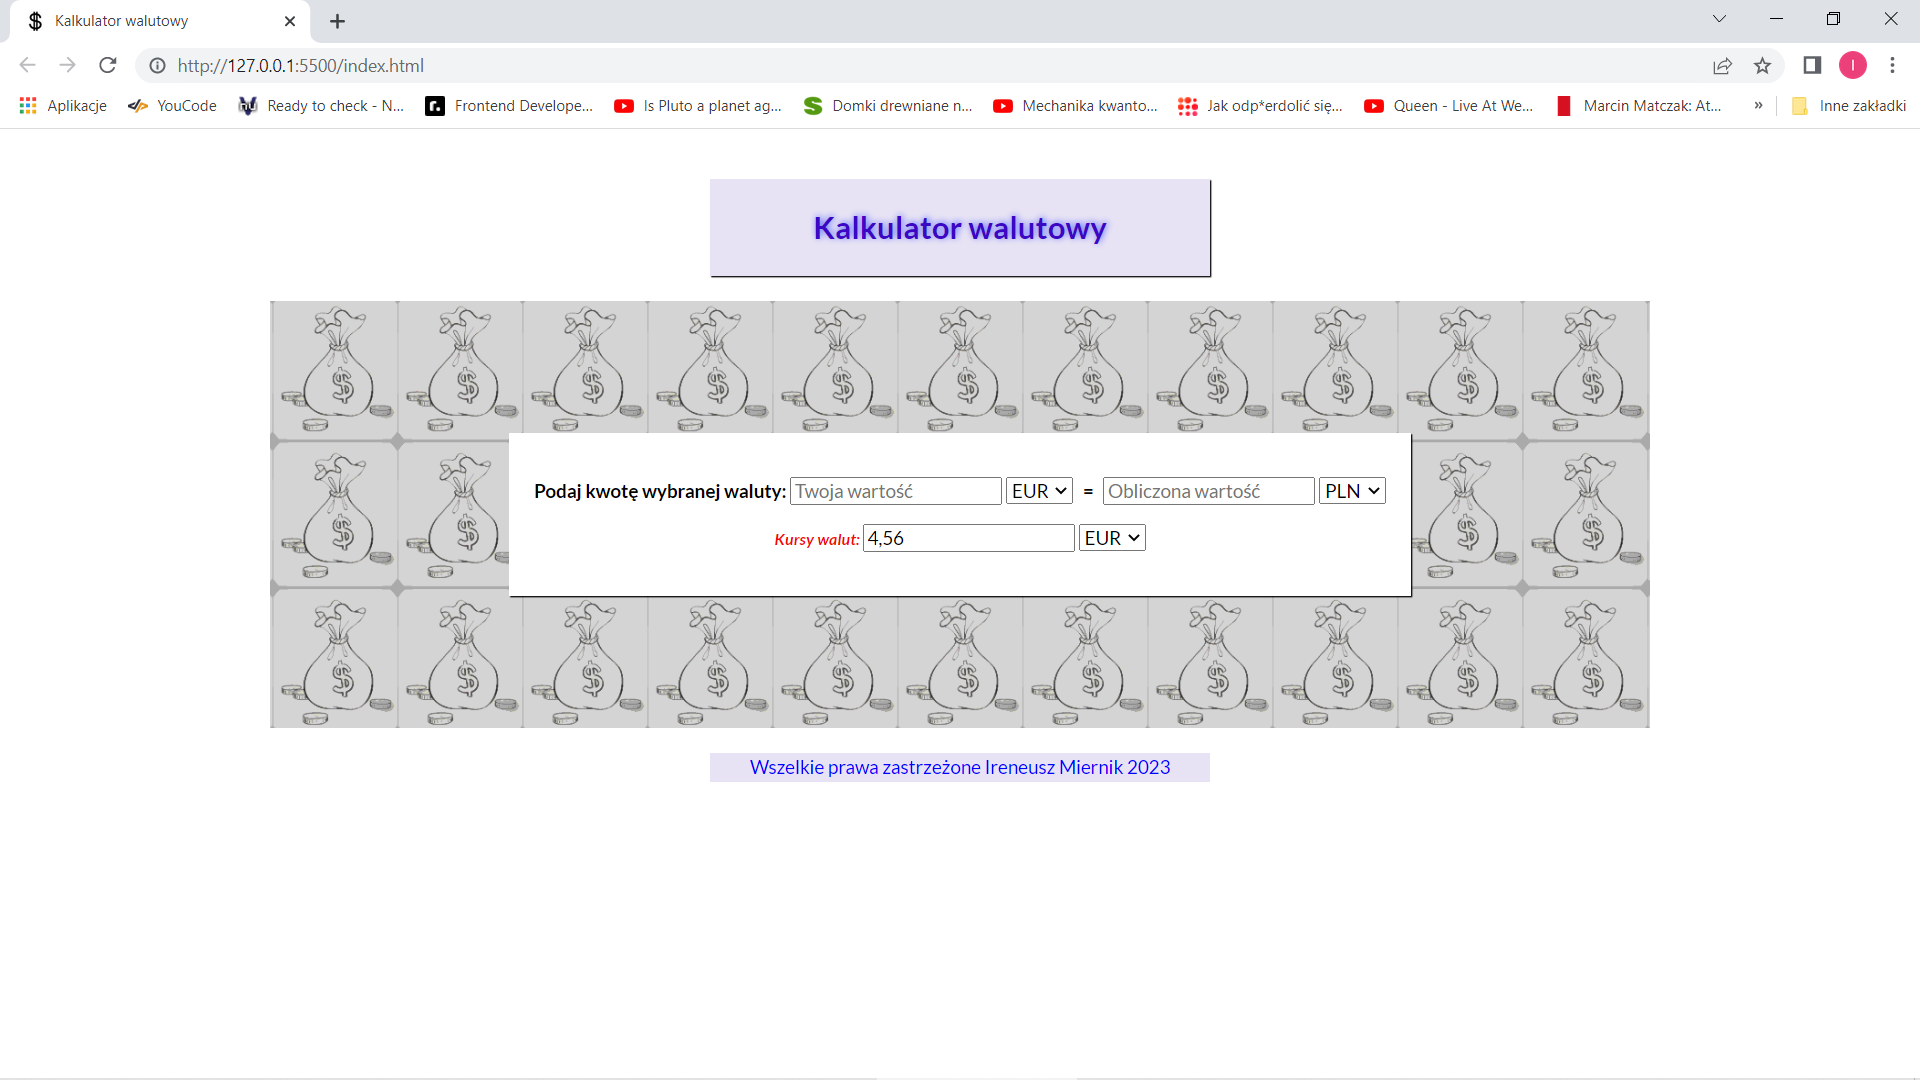 Kalkulator walutowy
http://127.0.0.1:5500/index.html
I
Aplikacje YouCode Ready to check - N... Frontend Develope... Is Pluto a planet ag... Domki drewniane n... Mechanika kwanto... Jak odp*erdolić się... Queen - Live At We... Marcin Matczak: At... » Inne zakładki
Kalkulator walutowy
Podaj kwotę wybranej waluty: Twoja wartość EUR = Obliczona wartość PLN
Kursy walut: 4,56 EUR
Wszelkie prawa zastrzeżone Ireneusz Miernik 2023